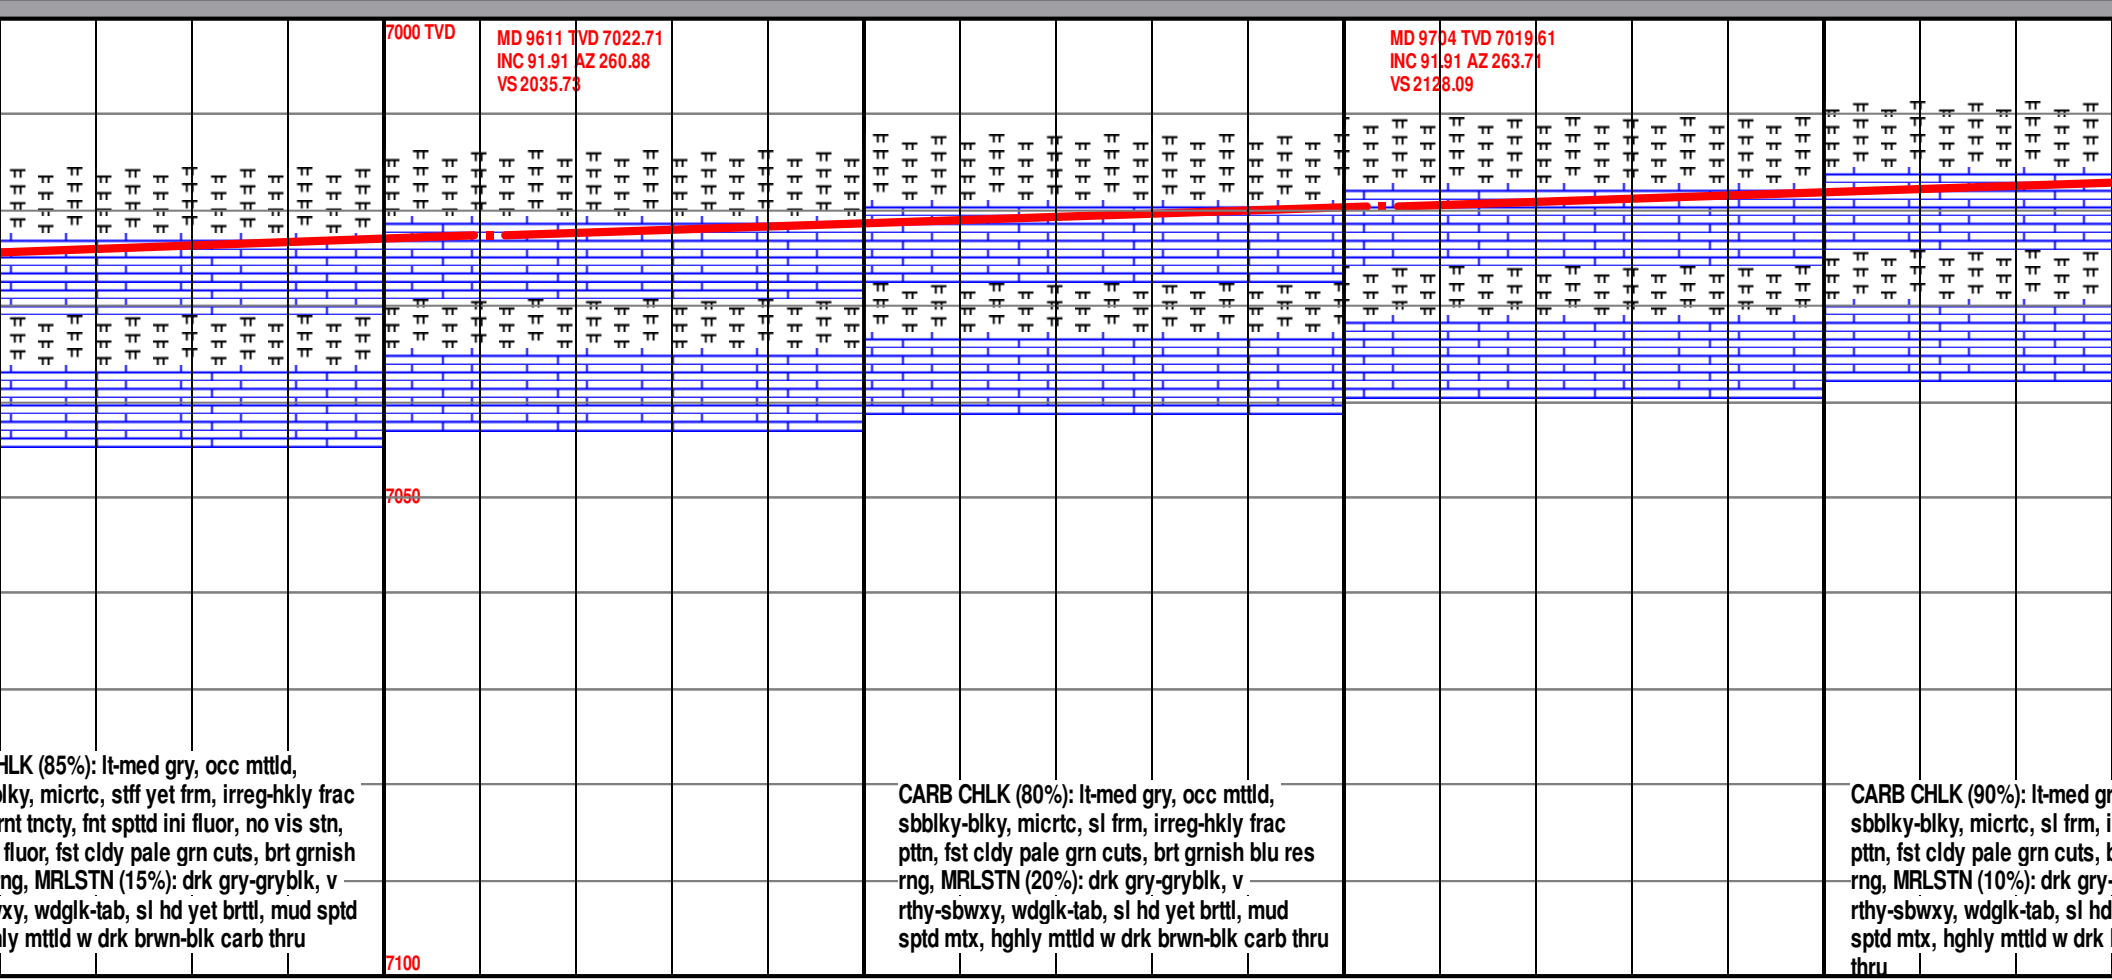 7000 TVD
MD 9611 TVD 7022.71
INC 91.91 AZ 260.88
VS 2035.73
MD 9704 TVD 7019.61
INC 91.91 AZ 263.71
VS 2128.09
7050
7100
HLK (85%): lt-med gry, occ mttld,
lky, micrtc, stff yet frm, irreg-hkly frac
rnt tncty, fnt spttd ini fluor, no vis stn,
fluor, fst cldy pale grn cuts, brt grnish
rng, MRLSTN (15%): drk gry-gryblk, v
xy, wdglk-tab, sl hd yet brttl, mud sptd
ly mttld w drk brwn-blk carb thru
CARB CHLK (80%): lt-med gry, occ mttld,
sbblky-blky, micrtc, sl frm, irreg-hkly frac
pttn, fst cldy pale grn cuts, brt grnish blu res
rng, MRLSTN (20%): drk gry-gryblk, v
rthy-sbwxy, wdglk-tab, sl hd yet brttl, mud
sptd mtx, hghly mttld w drk brwn-blk carb thru
CARB CHLK (90%): lt-med gr
sbblky-blky, micrtc, sl frm, i
pttn, fst cldy pale grn cuts, b
rng, MRLSTN (10%): drk gry-
rthy-sbwxy, wdglk-tab, sl hd
sptd mtx, hghly mttld w drk
thru